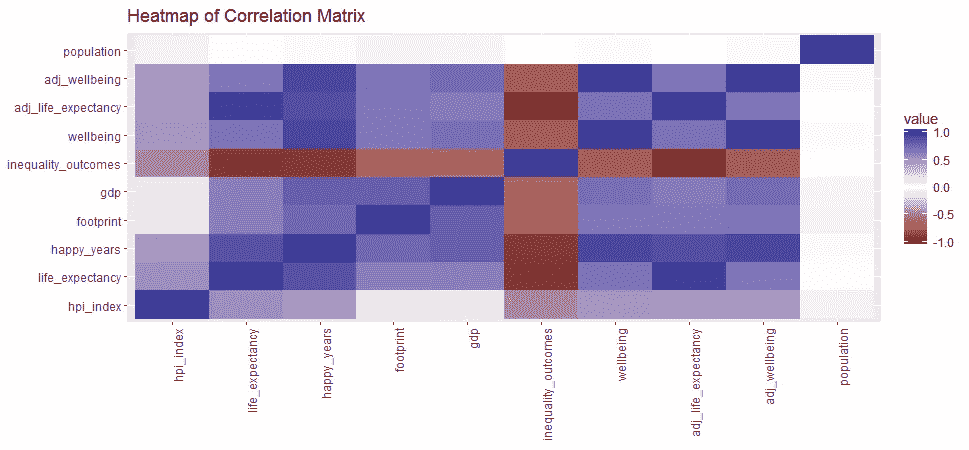 Heatmap of Correlation Matrix
population
adj_wellbeing
adj_life_expectancy
wellbeing
inequality_outcomes
gdp
footprint
happy_years
life_expectancy
hpi_index
hpi_index
life_expectancy
happy_years
footprint
gdp
inequality_outcomes
wellbeing
adj_life_expectancy
adj_wellbeing
population
value
1.0
0.5
0.0
-0.5
-1.0